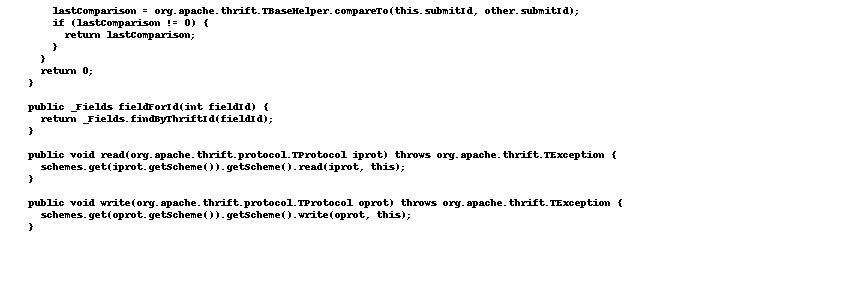 lastComparison = org.apache.thrift.TBaseHelper.compareTo(this.submitId, other.submitId);
      if (lastComparison != 0) {
        return lastComparison;
      }
    }
    return 0;
  }

  public _Fields fieldForId(int fieldId) {
    return _Fields.findByThriftId(fieldId);
  }

  public void read(org.apache.thrift.protocol.TProtocol iprot) throws org.apache.thrift.TException {
    schemes.get(iprot.getScheme()).getScheme().read(iprot, this);
  }

  public void write(org.apache.thrift.protocol.TProtocol oprot) throws org.apache.thrift.TException {
    schemes.get(oprot.getScheme()).getScheme().write(oprot, this);
  }